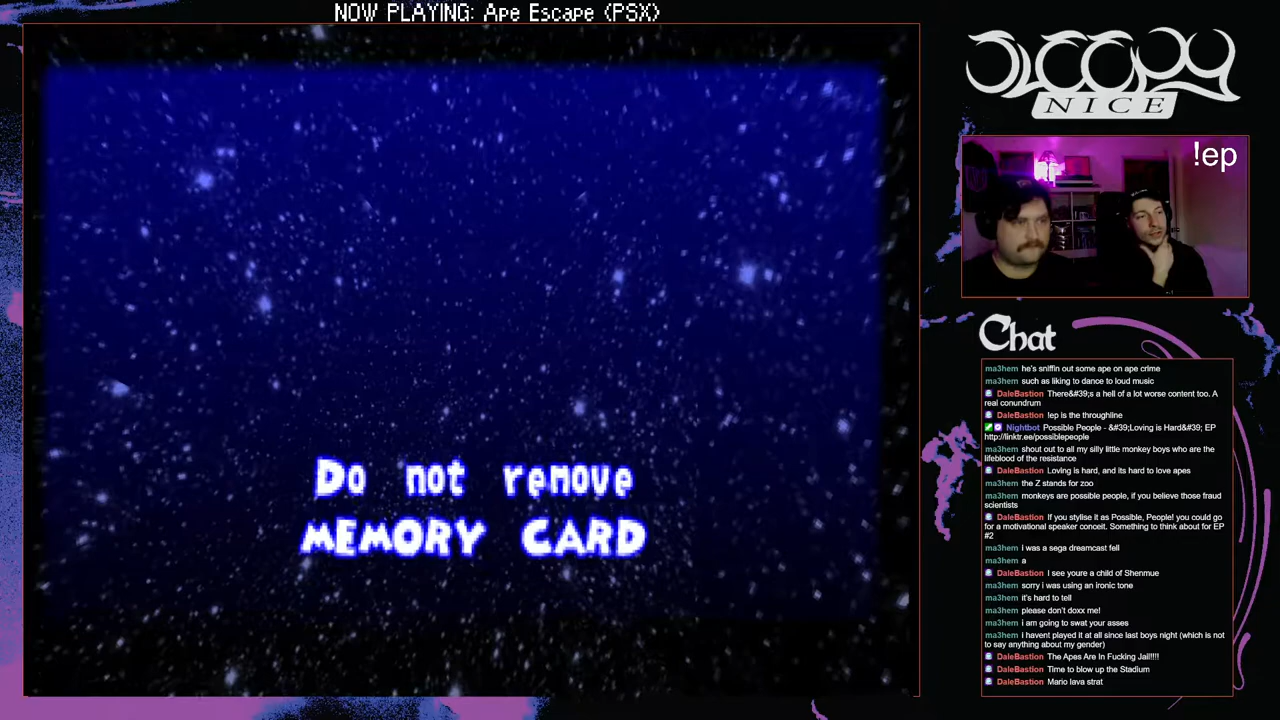 NOW PLAYING: Ape Escape (PSX)
SLEEPY
NICE
!ep
Do not remove
MEMORY CARD
Chat
ma3hem he's sniffin out some ape on ape crime
ma3hem such as liking to dance to loud music
DaleBastion There&#39;s a hell of a lot worse content too. A
real conundrum
DaleBastion !ep is the throughline
Nightbot Possible People - &#39;Loving is Hard&#39; EP
http://linktr.ee/possiblepeople
ma3hem shout out to all my silly little monkey boys who are the
lifeblood of the resistance
DaleBastion Loving is hard, and its hard to love apes
ma3hem the Z stands for zoo
ma3hem monkeys are possible people, if you believe those fraud
scientists
DaleBastion If you stylise it as Possible, People! you could go
for a motivational speaker conceit. Something to think about for EP
#2
ma3hem i was a sega dreamcast fell
ma3hem a
DaleBastion I see youre a child of Shenmue
ma3hem sorry i was using an ironic tone
ma3hem it's hard to tell
ma3hem please don't doxx me!
ma3hem i am going to swat your asses
ma3hem i havent played it at all since last boys night (which is not
to say anything about my gender)
DaleBastion The Apes Are In Fucking Jail!!!!
DaleBastion Time to blow up the Stadium
DaleBastion Mario lava strat